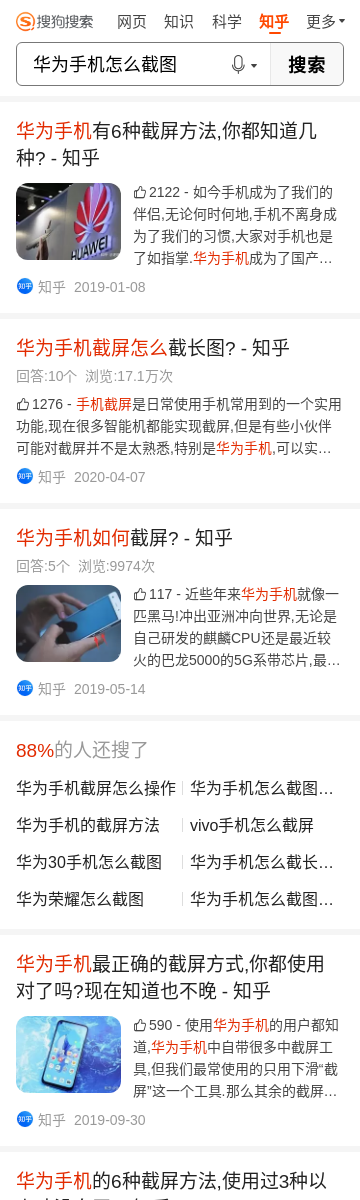 搜狗搜索 网页 知识 科学 知乎 更多
华为手机怎么截图 搜索
华为手机有6种截屏方法,你都知道几
种? - 知乎
HUAWEI
2122 - 如今手机成为了我们的
伴侣,无论何时何地,手机不离身成
为了我们的习惯,大家对手机也是
了如指掌.华为手机成为了国产…
知乎 知乎 2019-01-08
华为手机截屏怎么截长图? - 知乎
回答:10个 浏览:17.1万次
1276 - 手机截屏是日常使用手机常用到的一个实用
功能,现在很多智能机都能实现截屏,但是有些小伙伴
可能对截屏并不是太熟悉,特别是华为手机,可以实…
知乎 知乎 2020-04-07
华为手机如何截屏? - 知乎
回答:5个 浏览:9974次
117 - 近些年来华为手机就像一
匹黑马!冲出亚洲冲向世界,无论是
自己研发的麒麟CPU还是最近较
火的巴龙5000的5G系带芯片,最…
知乎 知乎 2019-05-14
88%的人还搜了
华为手机截屏怎么操作 华为手机怎么截图…
华为手机的截屏方法 vivo手机怎么截屏
华为30手机怎么截图 华为手机怎么截长…
华为荣耀怎么截图 华为手机怎么截图…
华为手机最正确的截屏方式,你都使用
对了吗?现在知道也不晚 - 知乎
590 - 使用华为手机的用户都知
道,华为手机中自带很多中截屏工
具,但我们最常使用的只用下滑“截
屏”这一个工具.那么其余的截屏…
知乎 知乎 2019-09-30
华为手机的6种截屏方法,使用过3种以